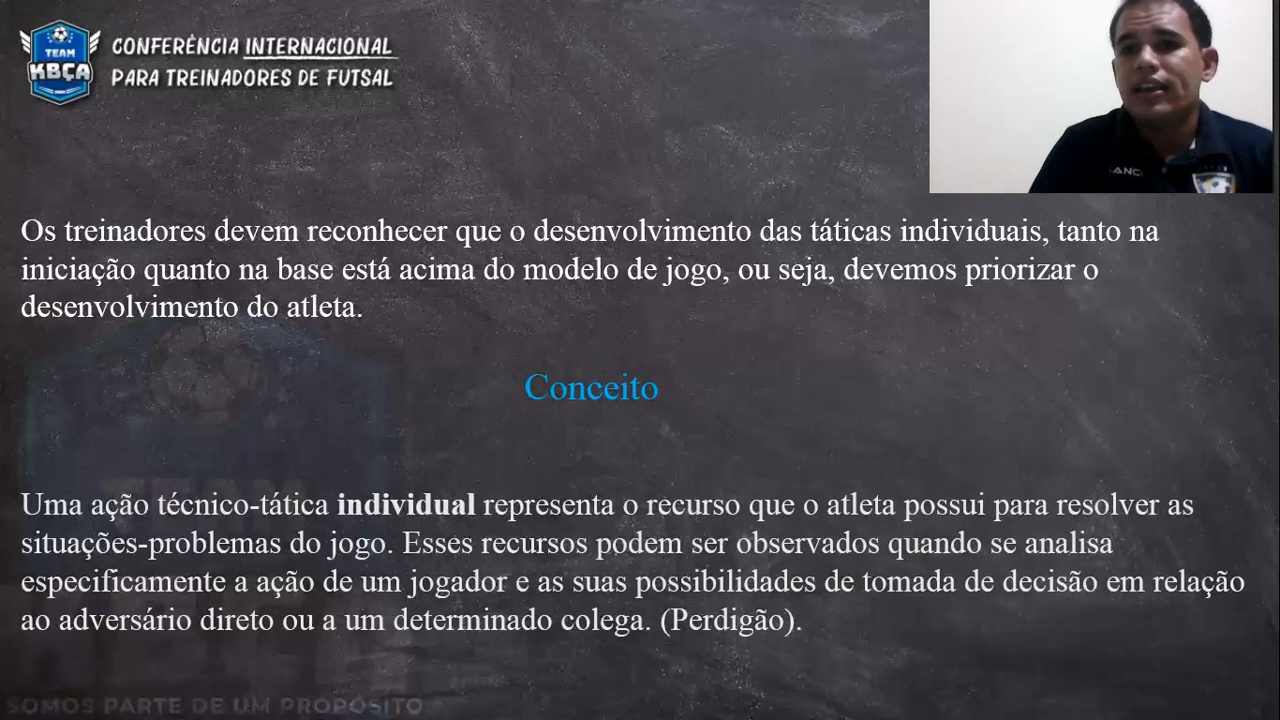 TEAM
KBÇA
CONFERÊNCIA INTERNACIONAL
PARA TREINADORES DE FUTSAL
Os treinadores devem reconhecer que o desenvolvimento das táticas individuais, tanto na
iniciação quanto na base está acima do modelo de jogo, ou seja, devemos priorizar o
desenvolvimento do atleta.
Conceito
Uma ação técnico-tática individual representa o recurso que o atleta possui para resolver as
situações-problemas do jogo. Esses recursos podem ser observados quando se analisa
especificamente a ação de um jogador e as suas possibilidades de tomada de decisão em relação
ao adversário direto ou a um determinado colega. (Perdigão).
SOMOS PARTE DE UM PROPÓSITO